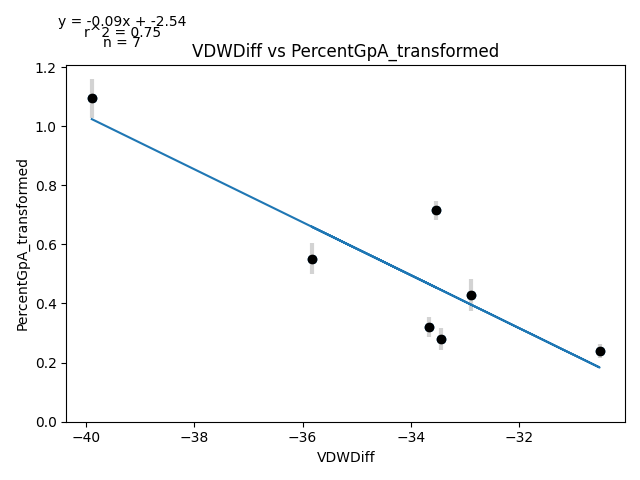 y = -0.09x + -2.54
r^2 = 0.75
n = 7
VDWDiff vs PercentGpA_transformed
1.2
1.0
0.8
0.6
0.4
0.2
0.0
PercentGpA_transformed
−40
−38
−36
−34
−32
VDWDiff